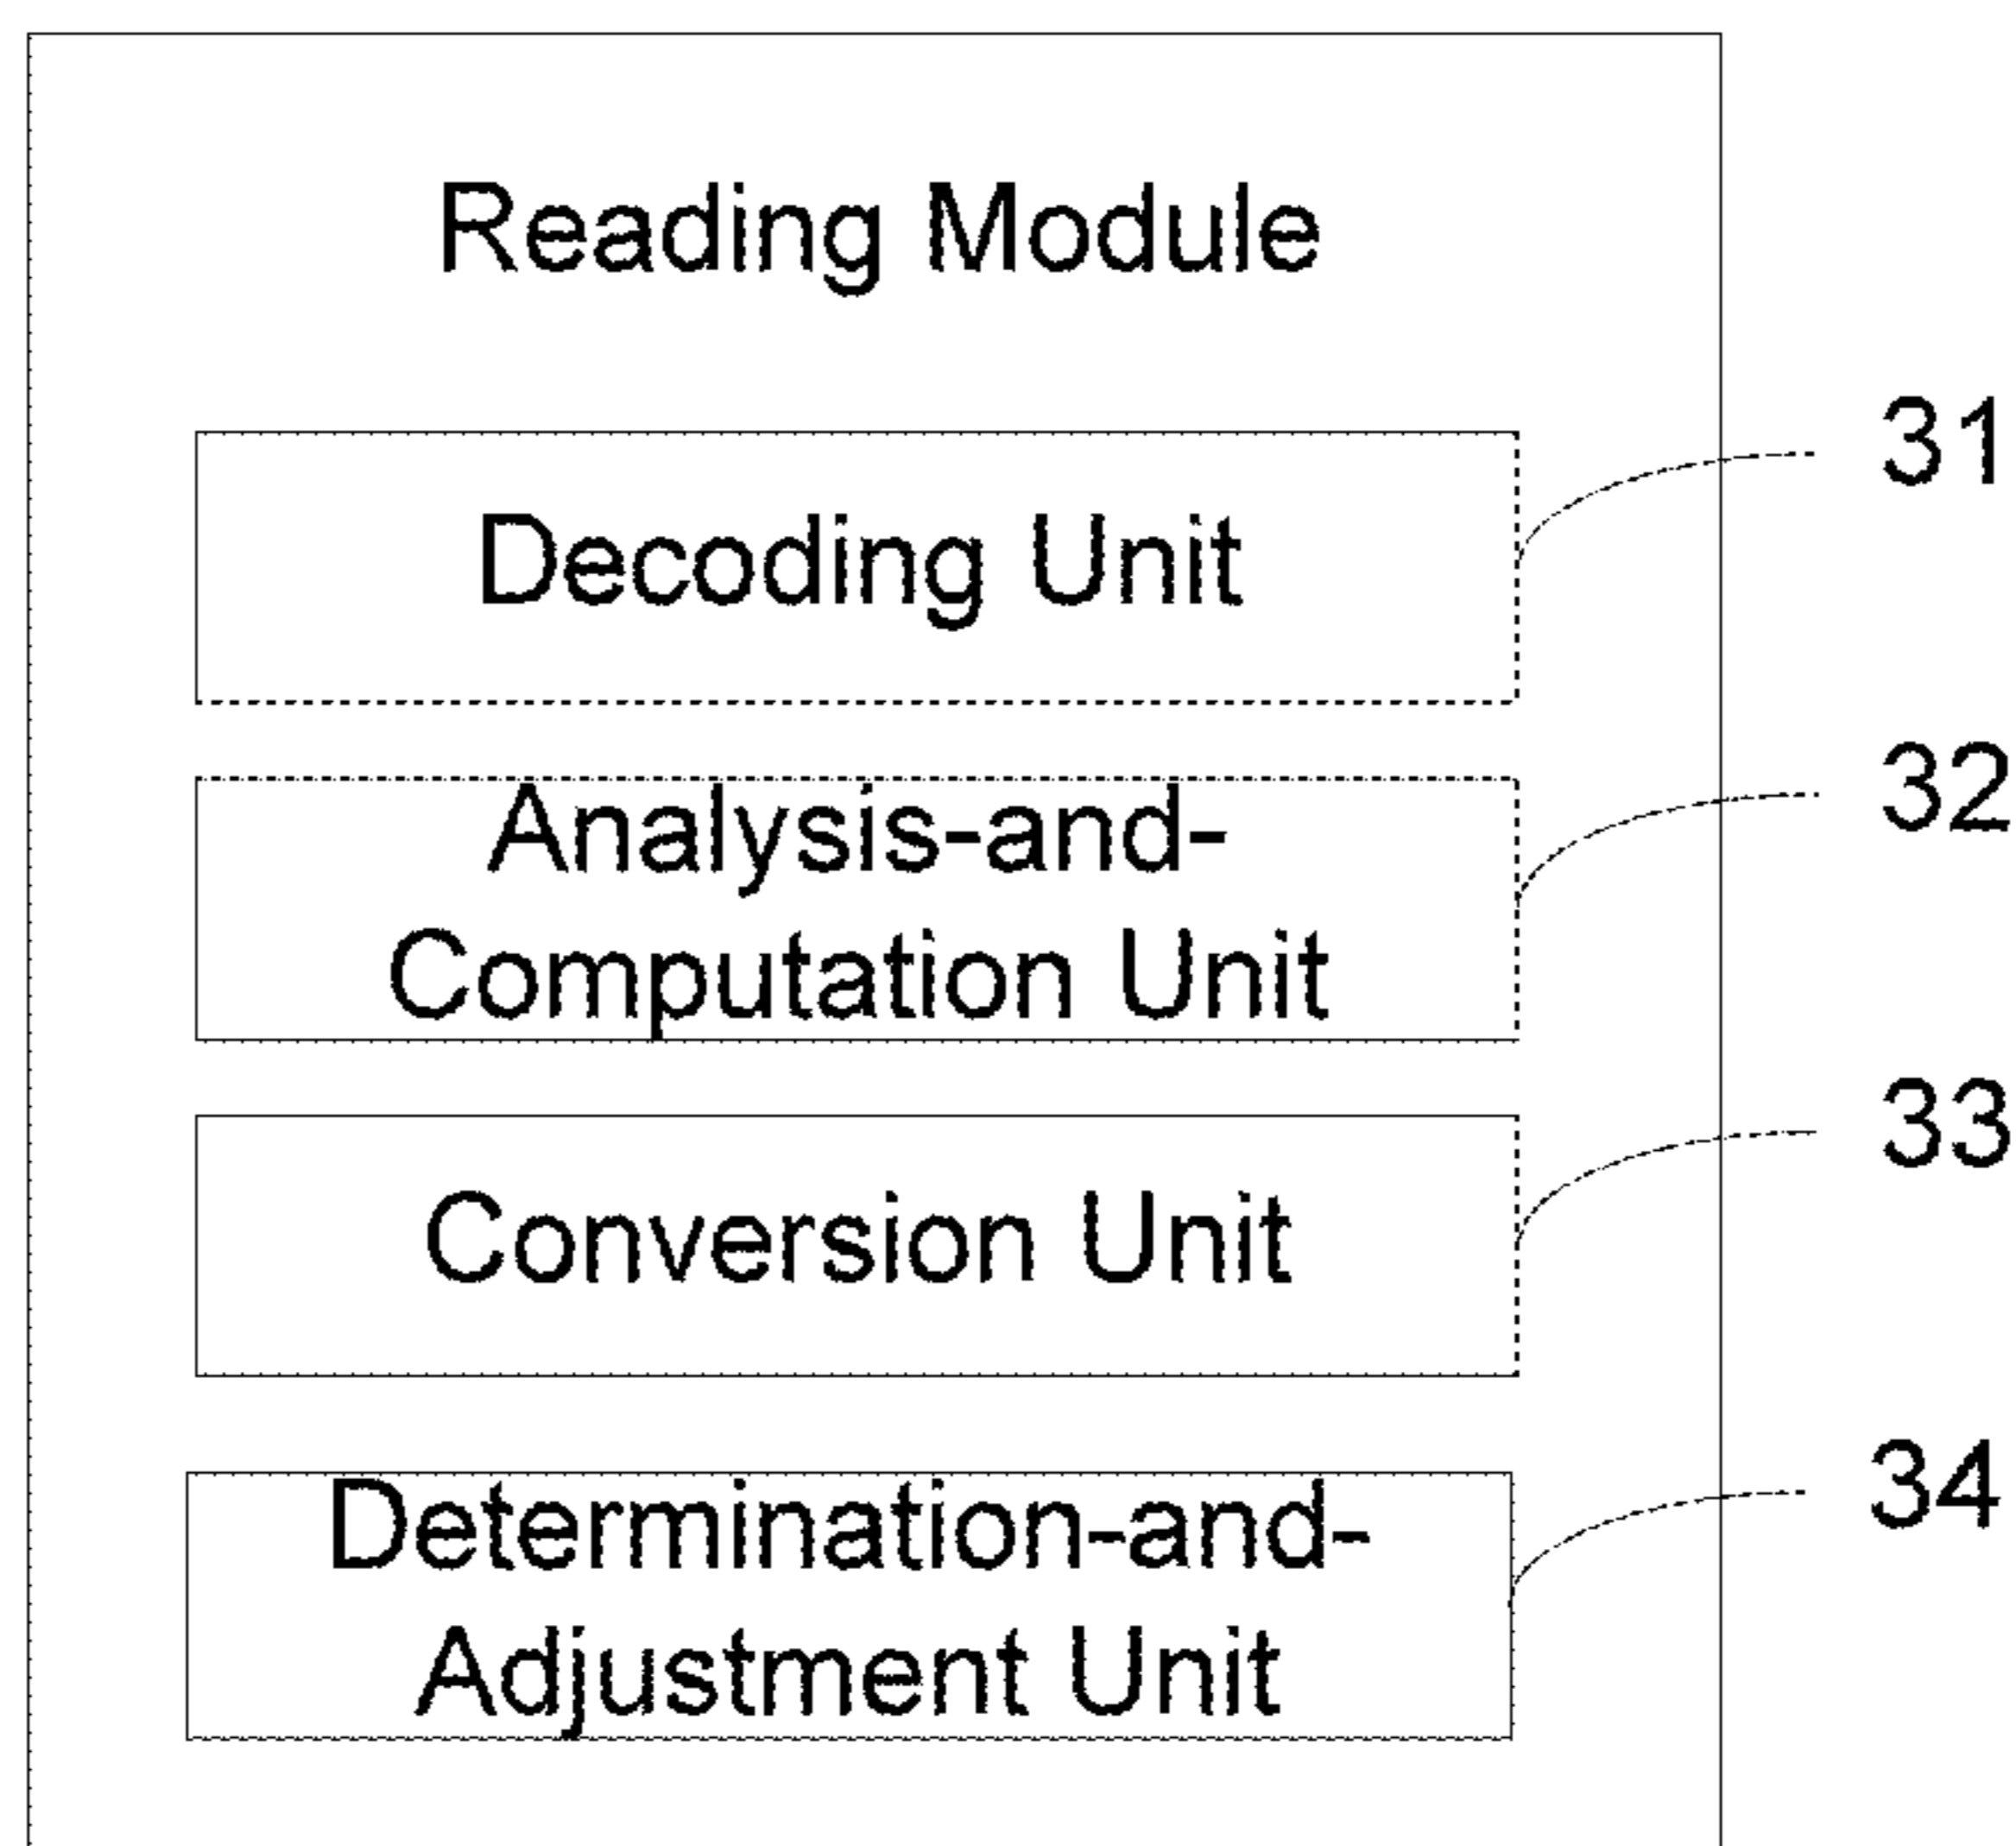 Reading Module
31
Decoding Unit
32
Analysis-and-
Computation Unit
33
Conversion Unit
34
Determination-and-
Adjustment Unit